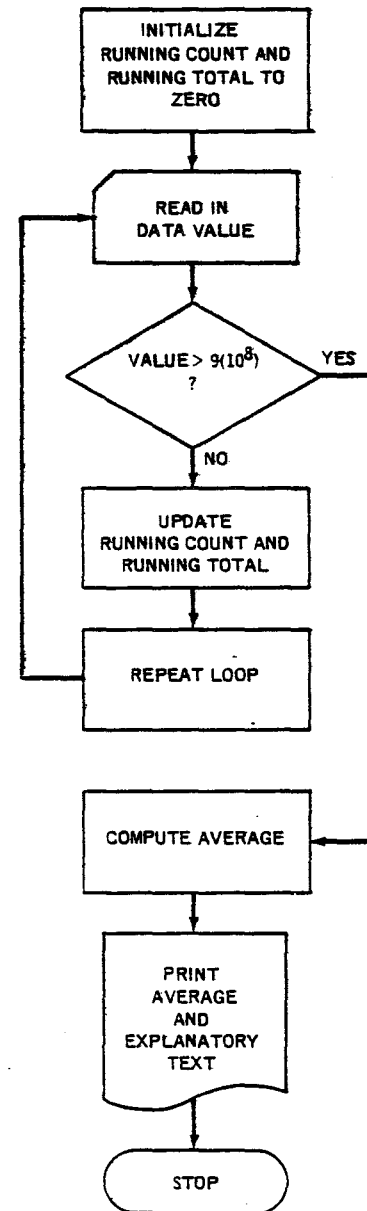 INITIALIZE
RUNNING COUNT AND
RUNNING TOTAL TO
ZERO
READ IN
DATA VALUE
VALUE > 9(10⁸)
?
YES
NO
UPDATE
RUNNING COUNT AND
RUNNING TOTAL
REPEAT LOOP
COMPUTE AVERAGE
PRINT
AVERAGE
AND
EXPLANATORY
TEXT
STOP